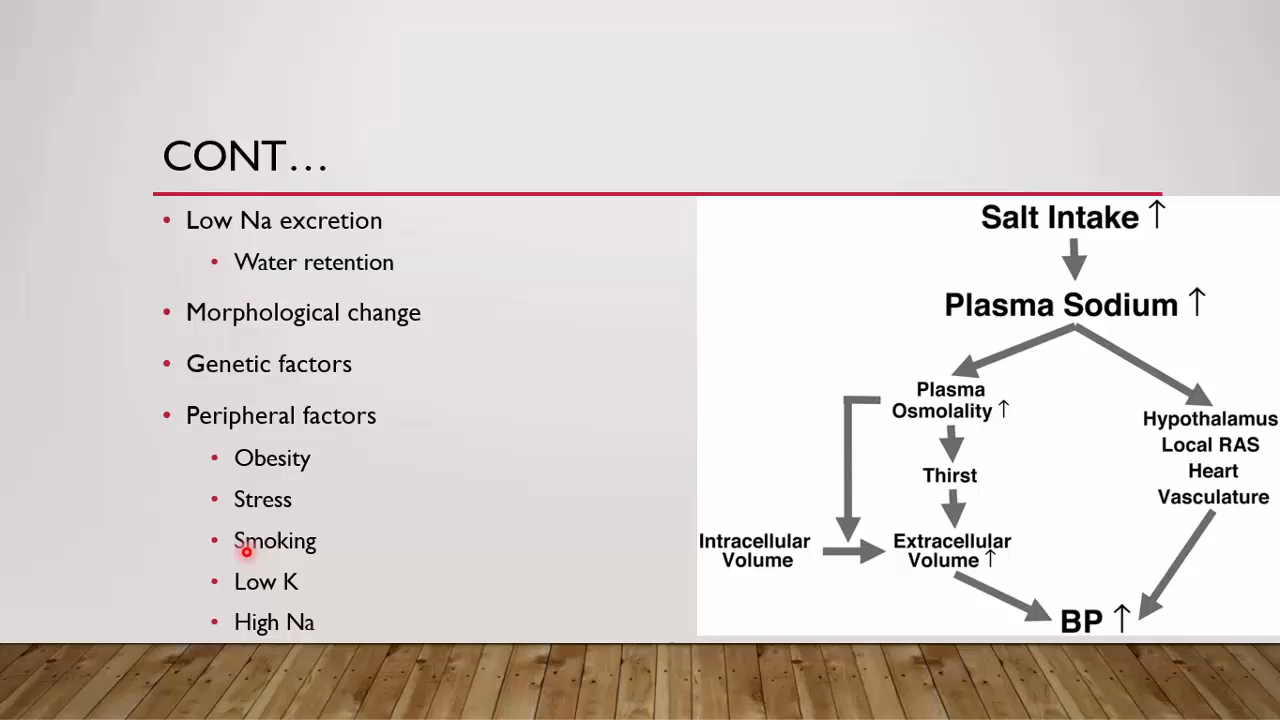 CONT...
• Low Na excretion
• Water retention
• Morphological change
• Genetic factors
• Peripheral factors
• Obesity
• Stress
• Smoking
• Low K
• High Na
Salt Intake ↑
Plasma Sodium ↑
Plasma
Osmolality ↑
Thirst
Intracellular
Volume
Extracellular
Volume ↑
Hypothalamus
Local RAS
Heart
Vasculature
BP ↑